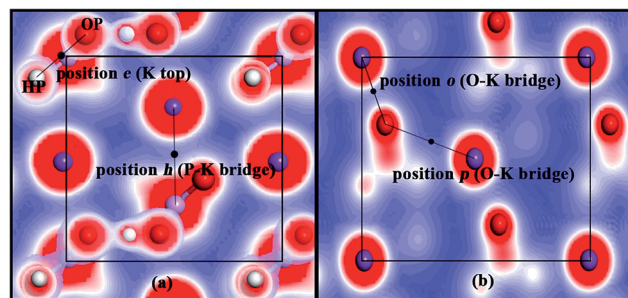 OP
HP
position e (K top)
position h (P-K bridge)
(a)
position o (O-K bridge)
position p (O-K bridge)
(b)